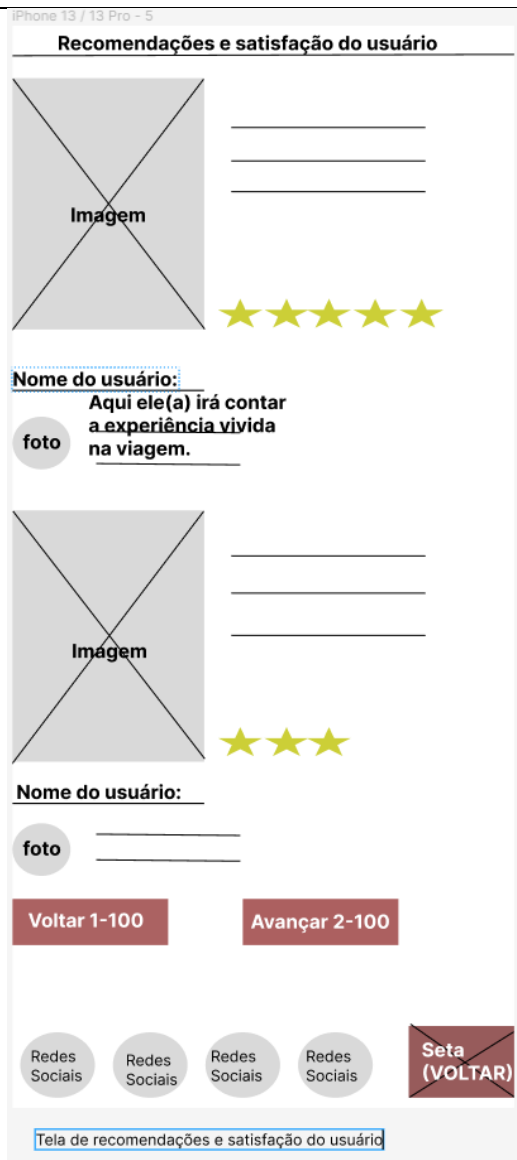 iPhone 13 / 13 Pro - 5
Recomendações e satisfação do usuário
Imagem
Nome do usuário:
Aqui ele(a) irá contar
a experiência vivida
na viagem.
foto
Imagem
Nome do usuário:
foto
Voltar 1-100
Avançar 2-100
Redes
Sociais
Redes
Sociais
Redes
Sociais
Redes
Sociais
Seta
(VOLTAR)
Tela de recomendações e satisfação do usuário